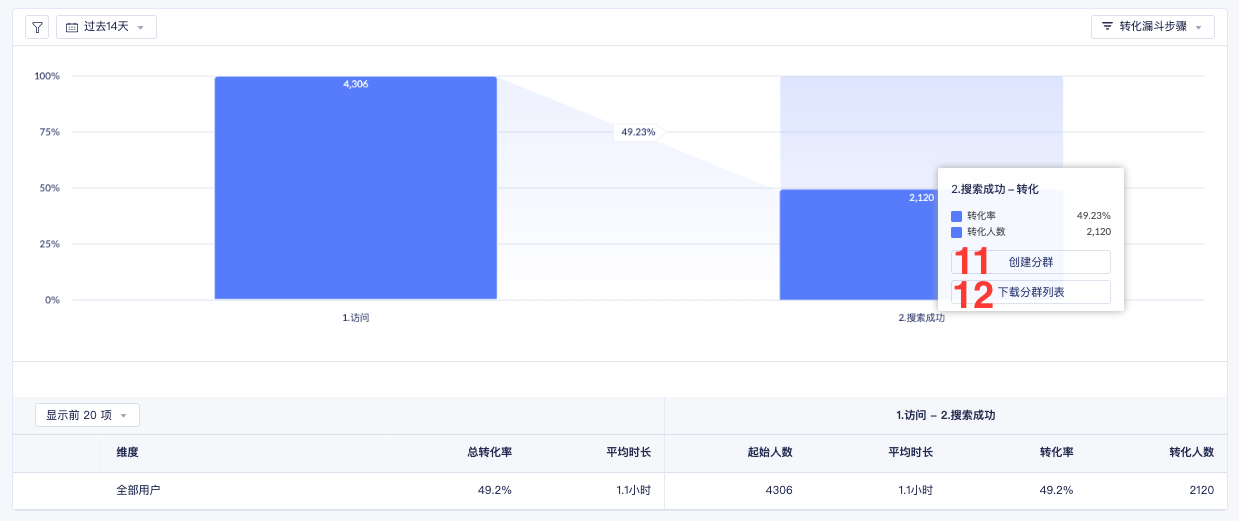 过去14天
转化漏斗步骤
100%
4,306
75%
49.23%
50%
2.搜索成功 – 转化
2,120
转化率 49.23%
转化人数 2,120
25%
11 创建分群
12 下载分群列表
0%
1.访问
2.搜索成功
显示前 20 项
1.访问 – 2.搜索成功
维度 总转化率 平均时长 起始人数 平均时长 转化率 转化人数
全部用户 49.2% 1.1小时 4306 1.1小时 49.2% 2120